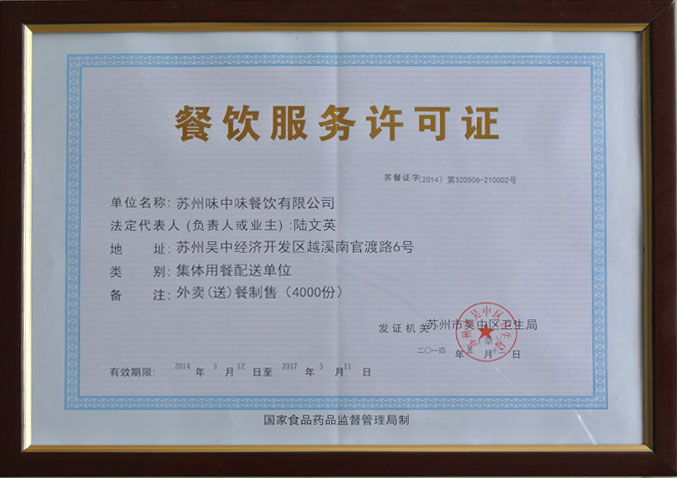 餐饮服务许可证
苏餐证字(2014) 第320506-210002号
单位名称: 苏州味中味餐饮有限公司
法定代表人 (负责人或业主) :陆文英
地 址: 苏州吴中经济开发区越溪南官渡路6号
类 别: 集体用餐配送单位
备 注: 外卖(送)餐制售 (4000份)
发证机关 苏州市吴中区卫生局
二〇一四 年 月 日
有效期限: 2014 年 5 月 12 日至 2017 年 5 月 11 日
国家食品药品监督管理局制